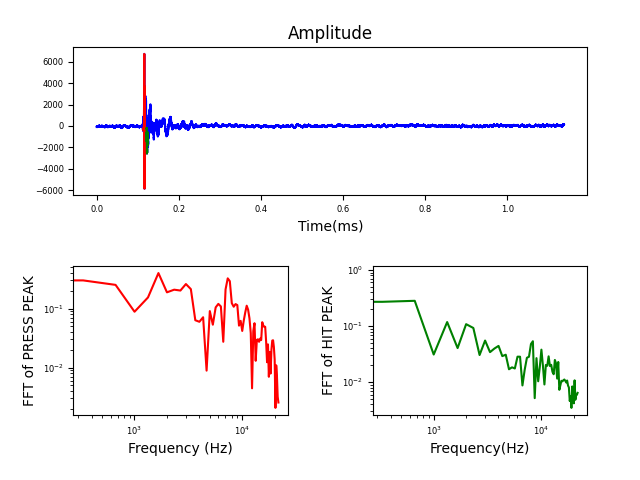 Amplitude
6000
4000
2000
0
−2000
−4000
−6000
0.0 0.2 0.4 0.6 0.8 1.0
Time(ms)
FFT of PRESS PEAK
10⁻¹
10⁻²
10³ 10⁴
Frequency (Hz)
FFT of HIT PEAK
10⁰
10⁻¹
10⁻²
10³ 10⁴
Frequency(Hz)